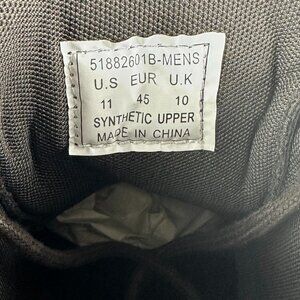 51882601B-MENS
U.S EUR U.K
11 45 10
SYNTHETIC UPPER
MADE IN CHINA